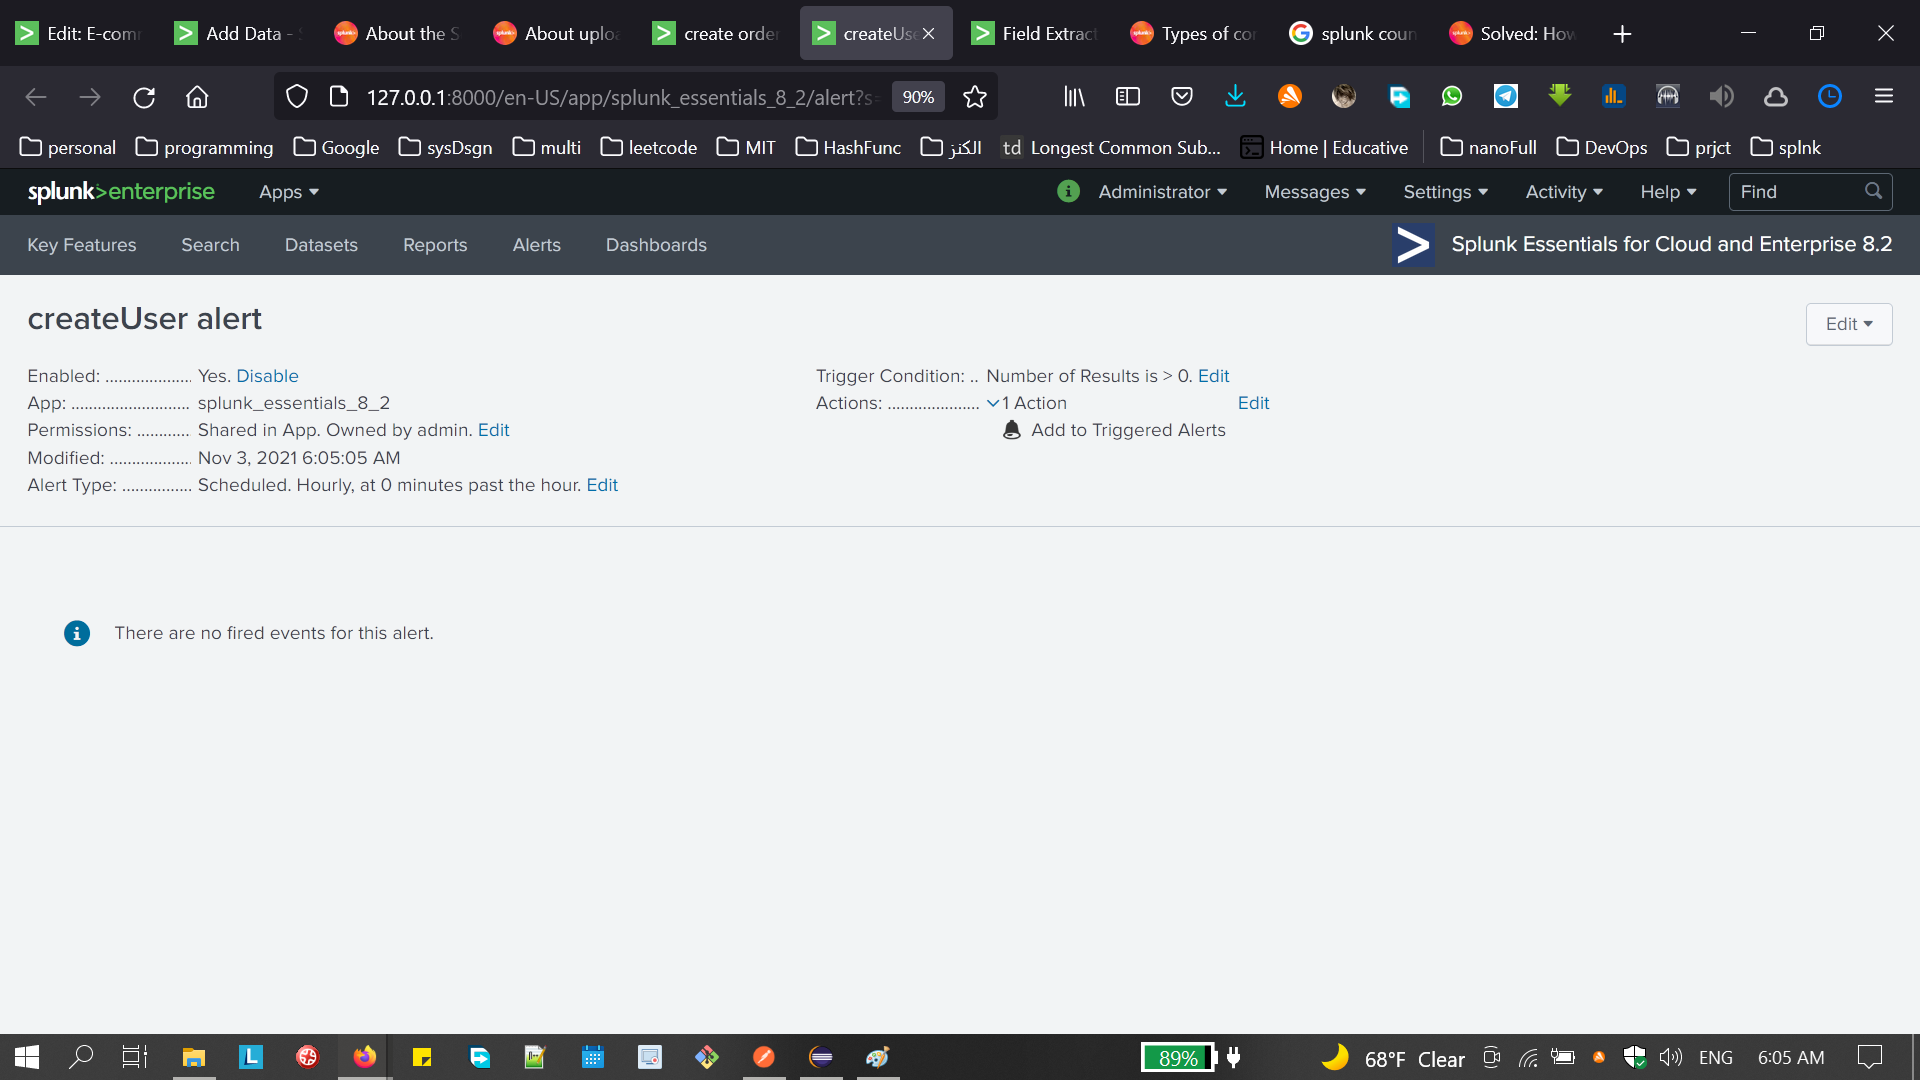 Edit: E-com
Add Data -
About the S
About uploa
create order
createUse
Field Extract
Types of con
splunk coun
Solved: How
127.0.0.1:8000/en-US/app/splunk_essentials_8_2/alert?s=
90%
personal
programming
Google
sysDsgn
multi
leetcode
MIT
HashFunc
الكنز
td
Longest Common Sub...
Home | Educative
nanoFull
DevOps
prjct
splnk
splunk>enterprise
Apps
Administrator
Messages
Settings
Activity
Help
Find
Key Features
Search
Datasets
Reports
Alerts
Dashboards
Splunk Essentials for Cloud and Enterprise 8.2
createUser alert
Edit
Enabled: ................... Yes. Disable
App: ........................... splunk_essentials_8_2
Permissions: ............ Shared in App. Owned by admin. Edit
Modified: .................. Nov 3, 2021 6:05:05 AM
Alert Type: ................ Scheduled. Hourly, at 0 minutes past the hour. Edit
Trigger Condition: .. Number of Results is > 0. Edit
Actions: ..................... 1 Action Edit
Add to Triggered Alerts
There are no fired events for this alert.
89%
68°F Clear
ENG
6:05 AM